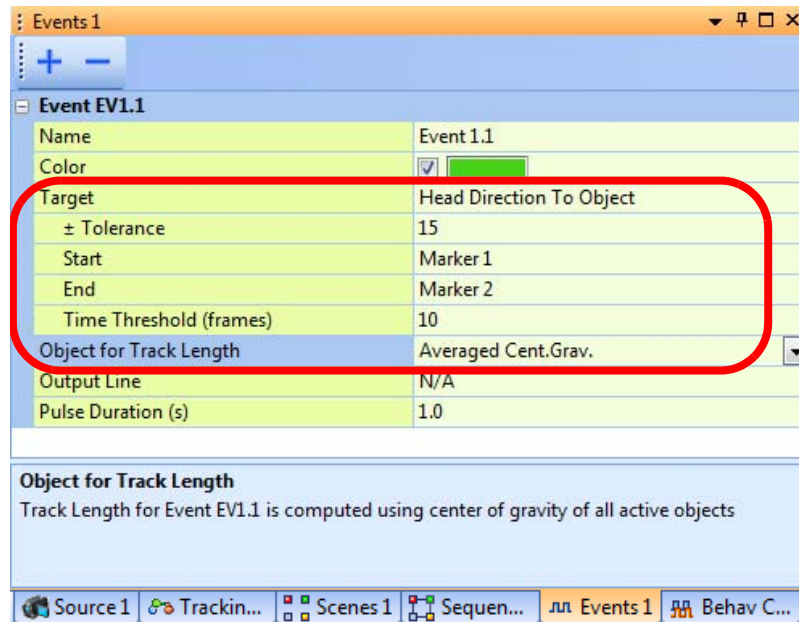 Events 1
Event EV1.1
Name Event 1.1
Color
Target Head Direction To Object
± Tolerance 15
Start Marker 1
End Marker 2
Time Threshold (frames) 10
Object for Track Length Averaged Cent.Grav.
Output Line N/A
Pulse Duration (s) 1.0
Object for Track Length
Track Length for Event EV1.1 is computed using center of gravity of all active objects
Source 1 Trackin... Scenes 1 Sequen... Events 1 Behav C...